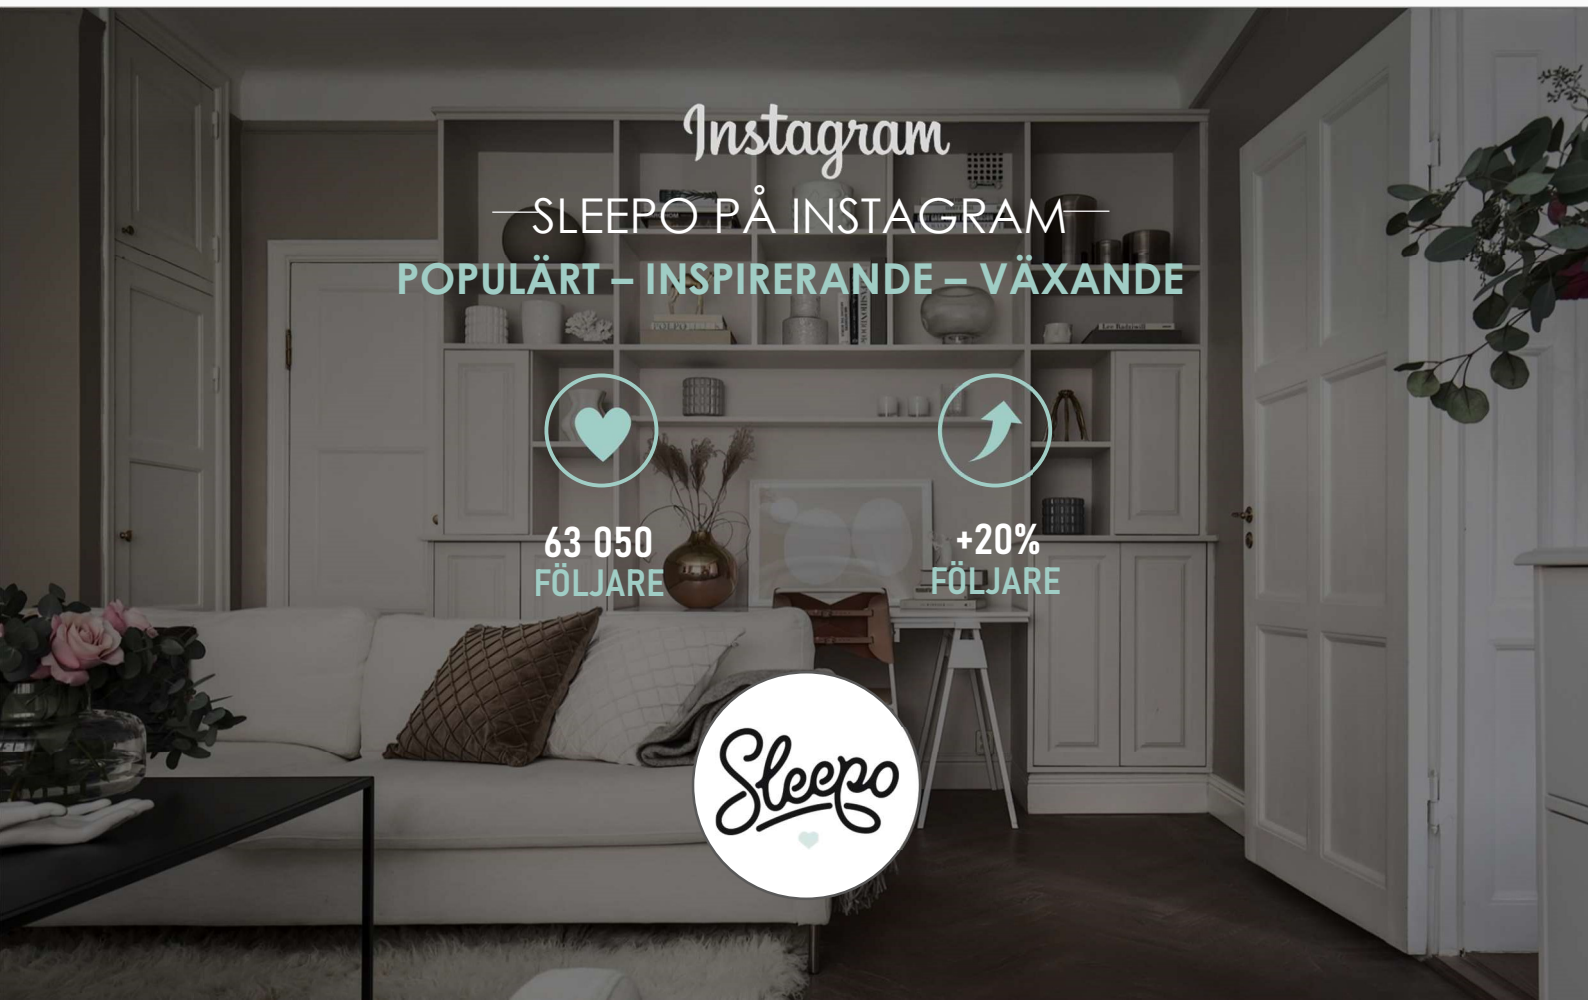 Instagram
SLEEPO PÅ INSTAGRAM
POPULÄRT – INSPIRERANDE – VÄXANDE
63 050
FÖLJARE
+20%
FÖLJARE
Sleepo